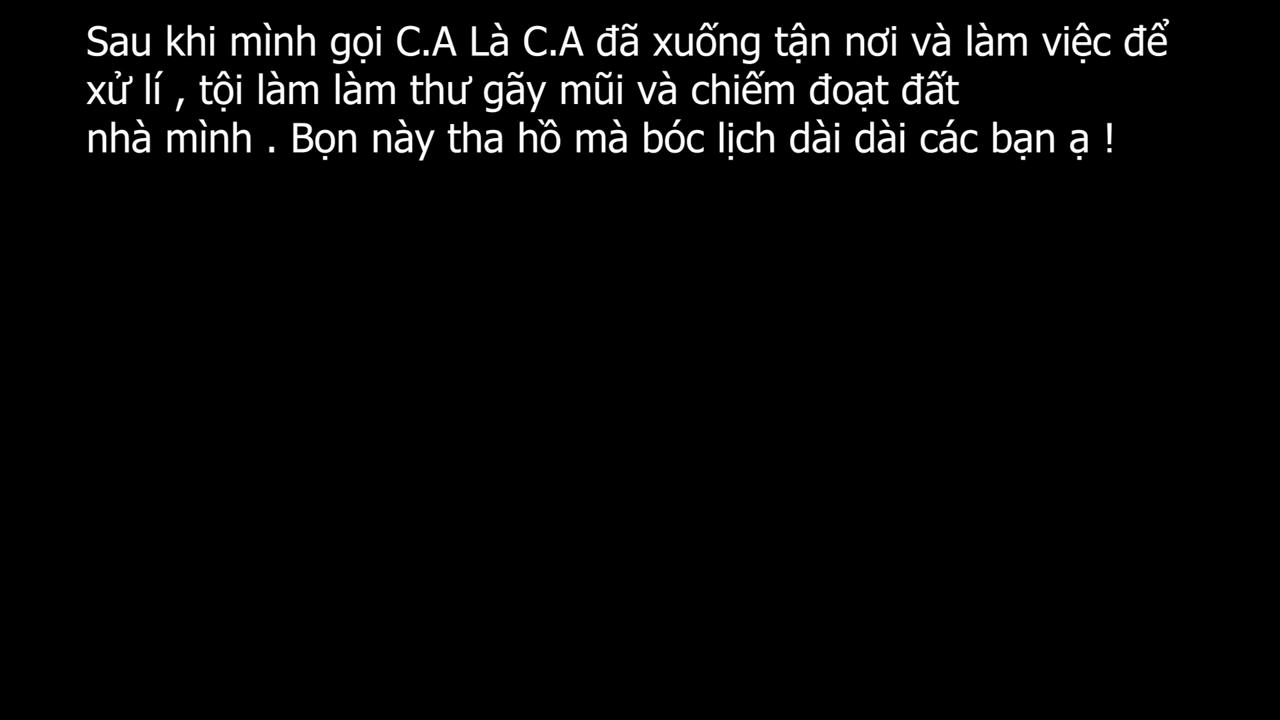 Sau khi mình gọi C.A Là C.A đã xuống tận nơi và làm việc để
xử lí , tội làm làm thư gãy mũi và chiếm đoạt đất
nhà mình . Bọn này tha hồ mà bóc lịch dài dài các bạn ạ !